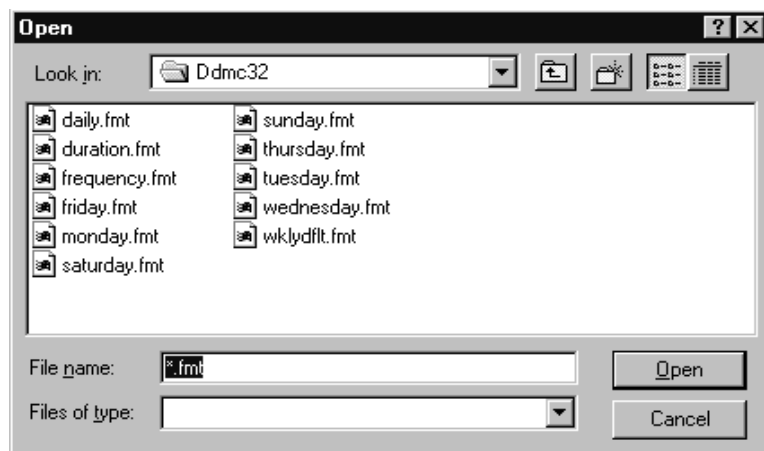 Open
Look in: Ddmc32
daily.fmt
duration.fmt
frequency.fmt
friday.fmt
monday.fmt
saturday.fmt
sunday.fmt
thursday.fmt
tuesday.fmt
wednesday.fmt
wklydflt.fmt
File name: *.fmt Open
Files of type: Cancel